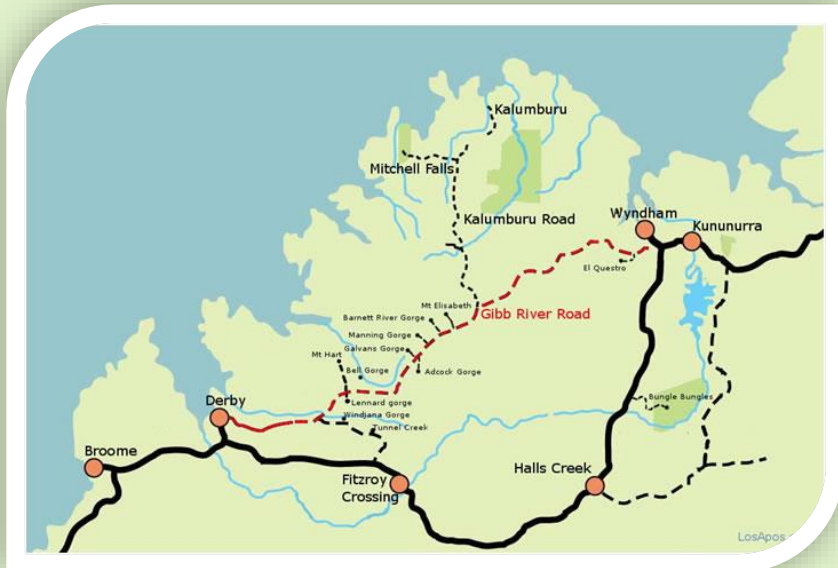 Kalumburu
Mitchell Falls
Kalumburu Road
Wyndham
Kununurra
El Questro
Mt Elisabeth
Gibb River Road
Barnett River Gorge
Manning Gorge
Galvans Gorge
Mt Hart
Bell Gorge
Adcock Gorge
Lennard gorge
Derby
Windjana Gorge
Tunnel Creek
Bungle Bungles
Broome
Fitzroy
Crossing
Halls Creek
LosApos